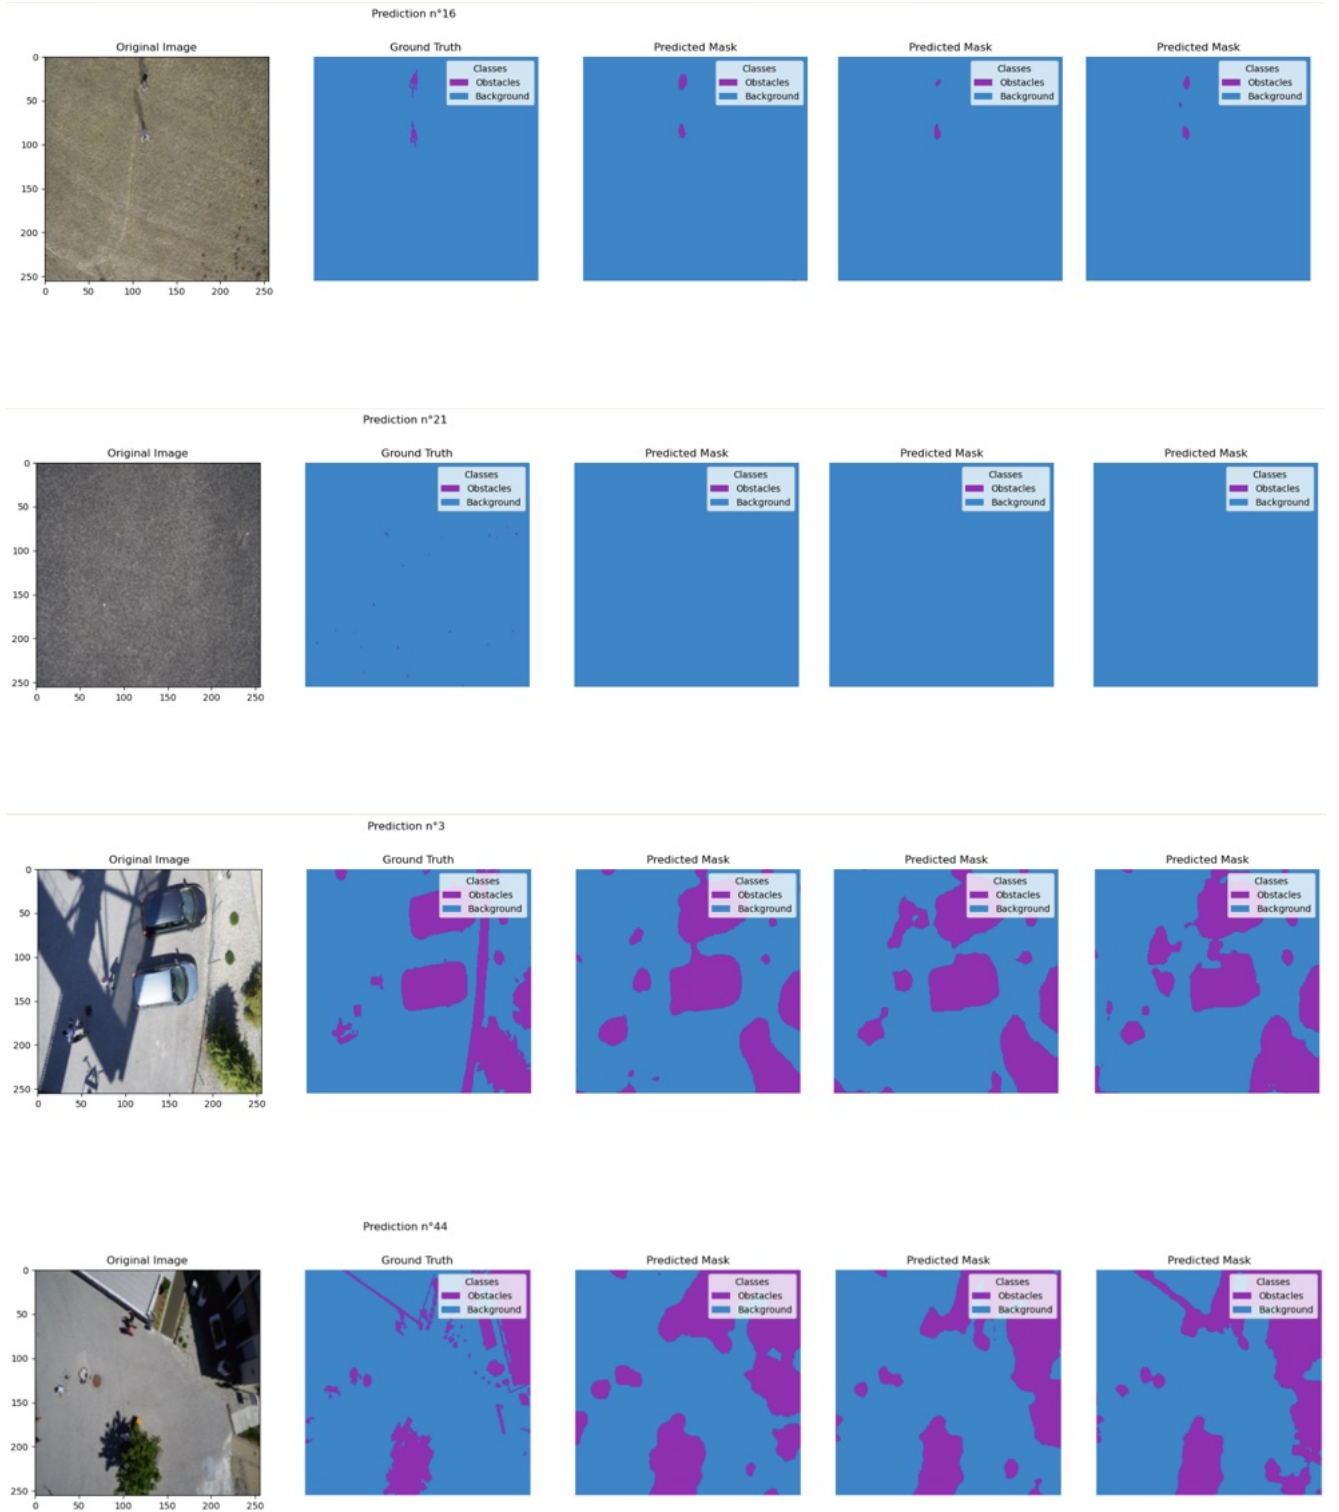 Prediction n°16
Original Image Ground Truth Predicted Mask Predicted Mask Predicted Mask
0 Classes Classes Classes Classes
Obstacles Obstacles Obstacles Obstacles
50 Background Background Background Background
100
150
200
250
0 50 100 150 200 250
Prediction n°21
Original Image Ground Truth Predicted Mask Predicted Mask Predicted Mask
0 Classes Classes Classes Classes
Obstacles Obstacles Obstacles Obstacles
50 Background Background Background Background
100
150
200
250
0 50 100 150 200 250
Prediction n°3
Original Image Ground Truth Predicted Mask Predicted Mask Predicted Mask
0 Classes Classes Classes Classes
Obstacles Obstacles Obstacles Obstacles
50 Background Background Background Background
100
150
200
250
0 50 100 150 200 250
Prediction n°44
Original Image Ground Truth Predicted Mask Predicted Mask Predicted Mask
0 Classes Classes Classes Classes
Obstacles Obstacles Obstacles Obstacles
50 Background Background Background Background
100
150
200
250
0 50 100 150 200 250